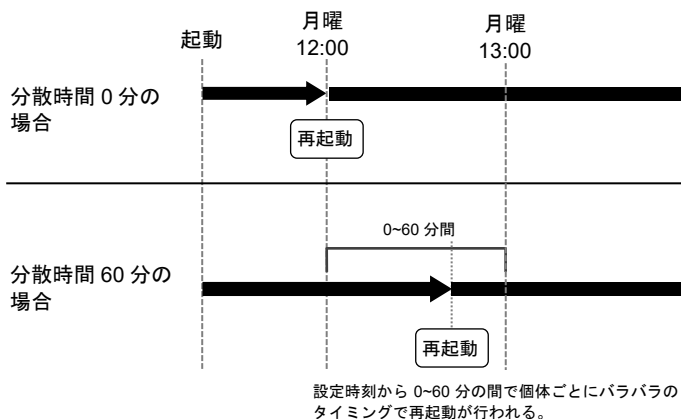 起動
月曜
12:00
月曜
13:00
分散時間 0 分の
場合
再起動
0~60 分間
分散時間 60 分の
場合
再起動
設定時刻から 0~60 分の間で個体ごとにバラバラの
タイミングで再起動が行われる。